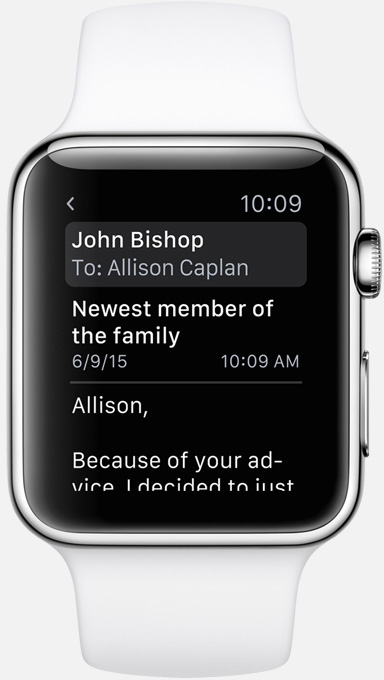 10:09
John Bishop
To: Allison Caplan
Newest member of
the family
6/9/15 10:09 AM
Allison,
Because of your ad-
vice, I decided to just